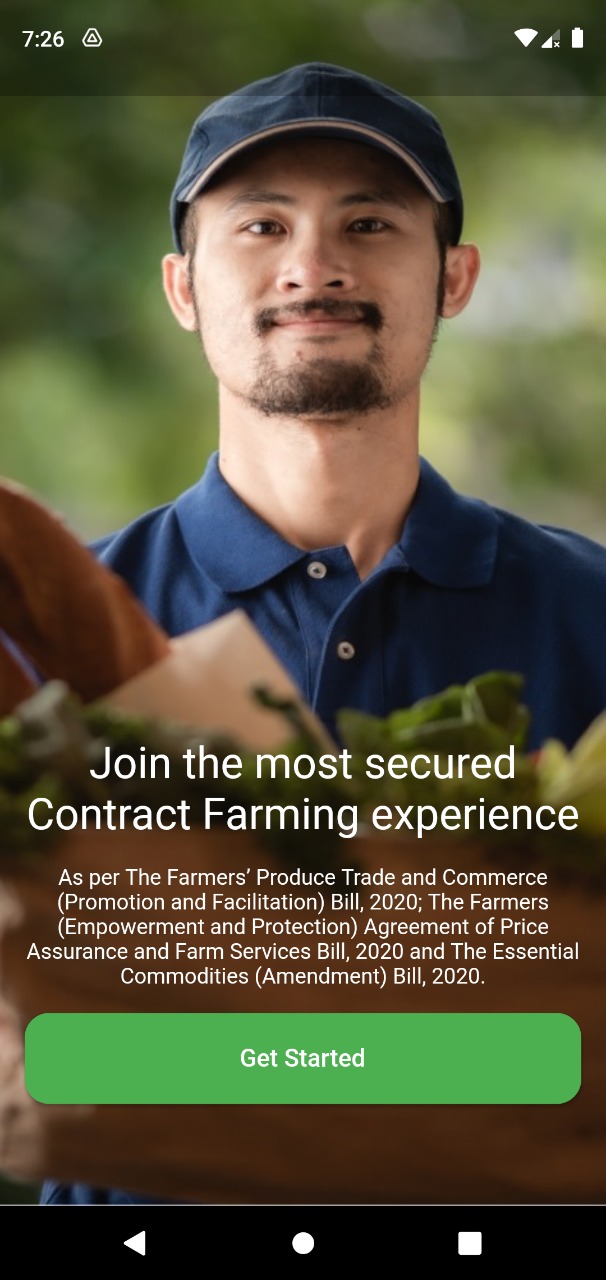 7:26
Join the most secured
Contract Farming experience
As per The Farmers’ Produce Trade and Commerce
(Promotion and Facilitation) Bill, 2020; The Farmers
(Empowerment and Protection) Agreement of Price
Assurance and Farm Services Bill, 2020 and The Essential
Commodities (Amendment) Bill, 2020.
Get Started